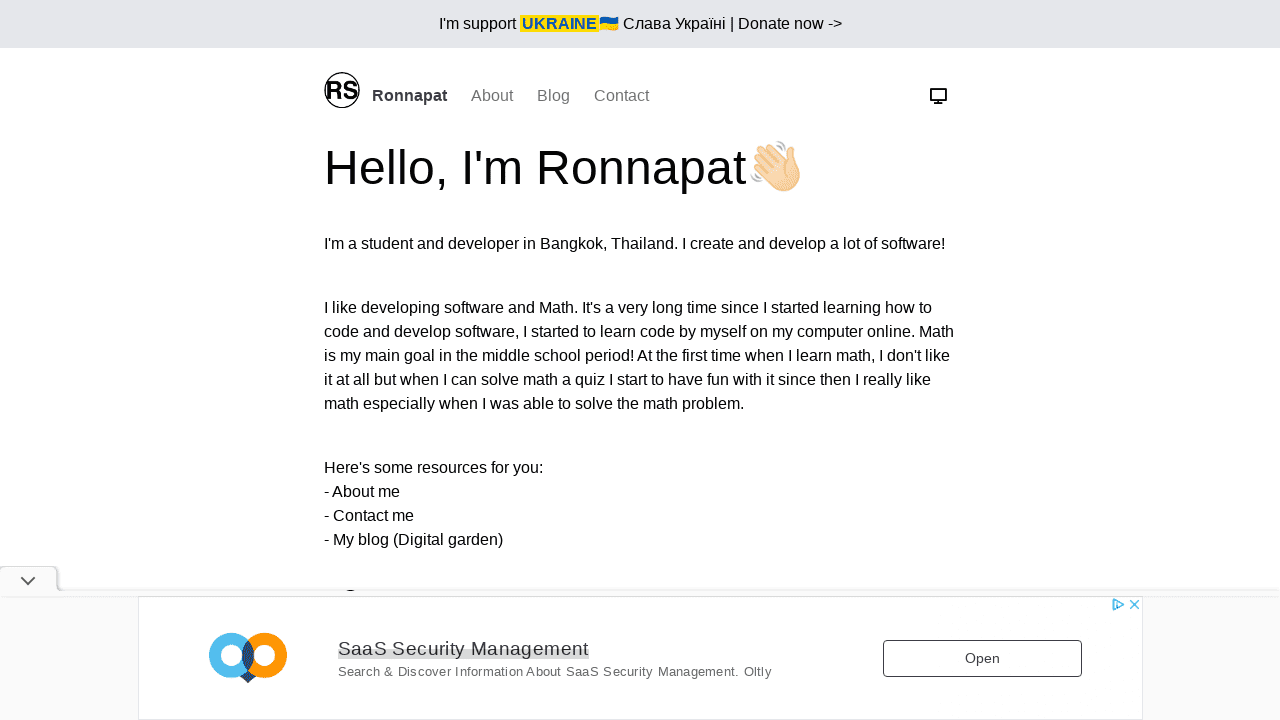 I'm support UKRAINE🇺🇦 Слава Україні | Donate now ->
RS Ronnapat About Blog Contact
Hello, I'm Ronnapat👋🏻
I'm a student and developer in Bangkok, Thailand. I create and develop a lot of software!
I like developing software and Math. It's a very long time since I started learning how to
code and develop software, I started to learn code by myself on my computer online. Math
is my main goal in the middle school period! At the first time when I learn math, I don't like
it at all but when I can solve math a quiz I start to have fun with it since then I really like
math especially when I was able to solve the math problem.
Here's some resources for you:
- About me
- Contact me
- My blog (Digital garden)
SaaS Security Management
Search & Discover Information About SaaS Security Management. Oltly
Open